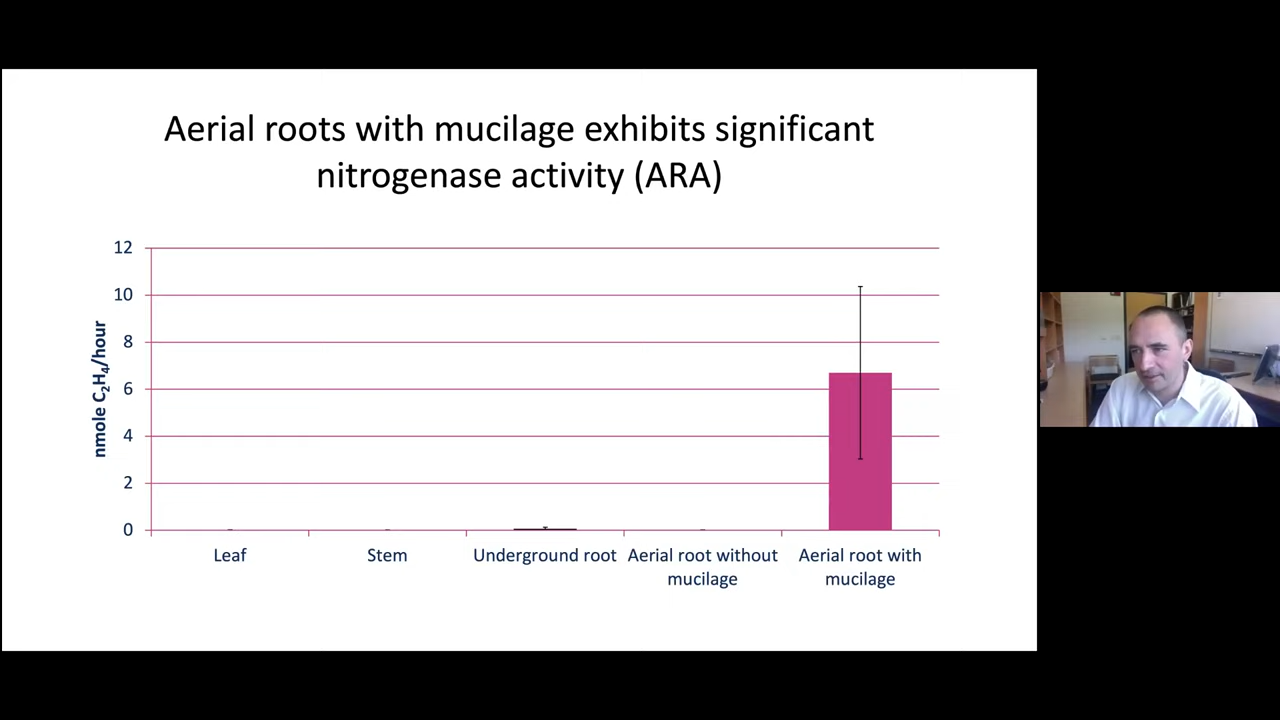 Aerial roots with mucilage exhibits significant
nitrogenase activity (ARA)
12
10
8
6
4
2
0
nmole C₂H₄/hour
Leaf
Stem
Underground root
Aerial root without
mucilage
Aerial root with
mucilage